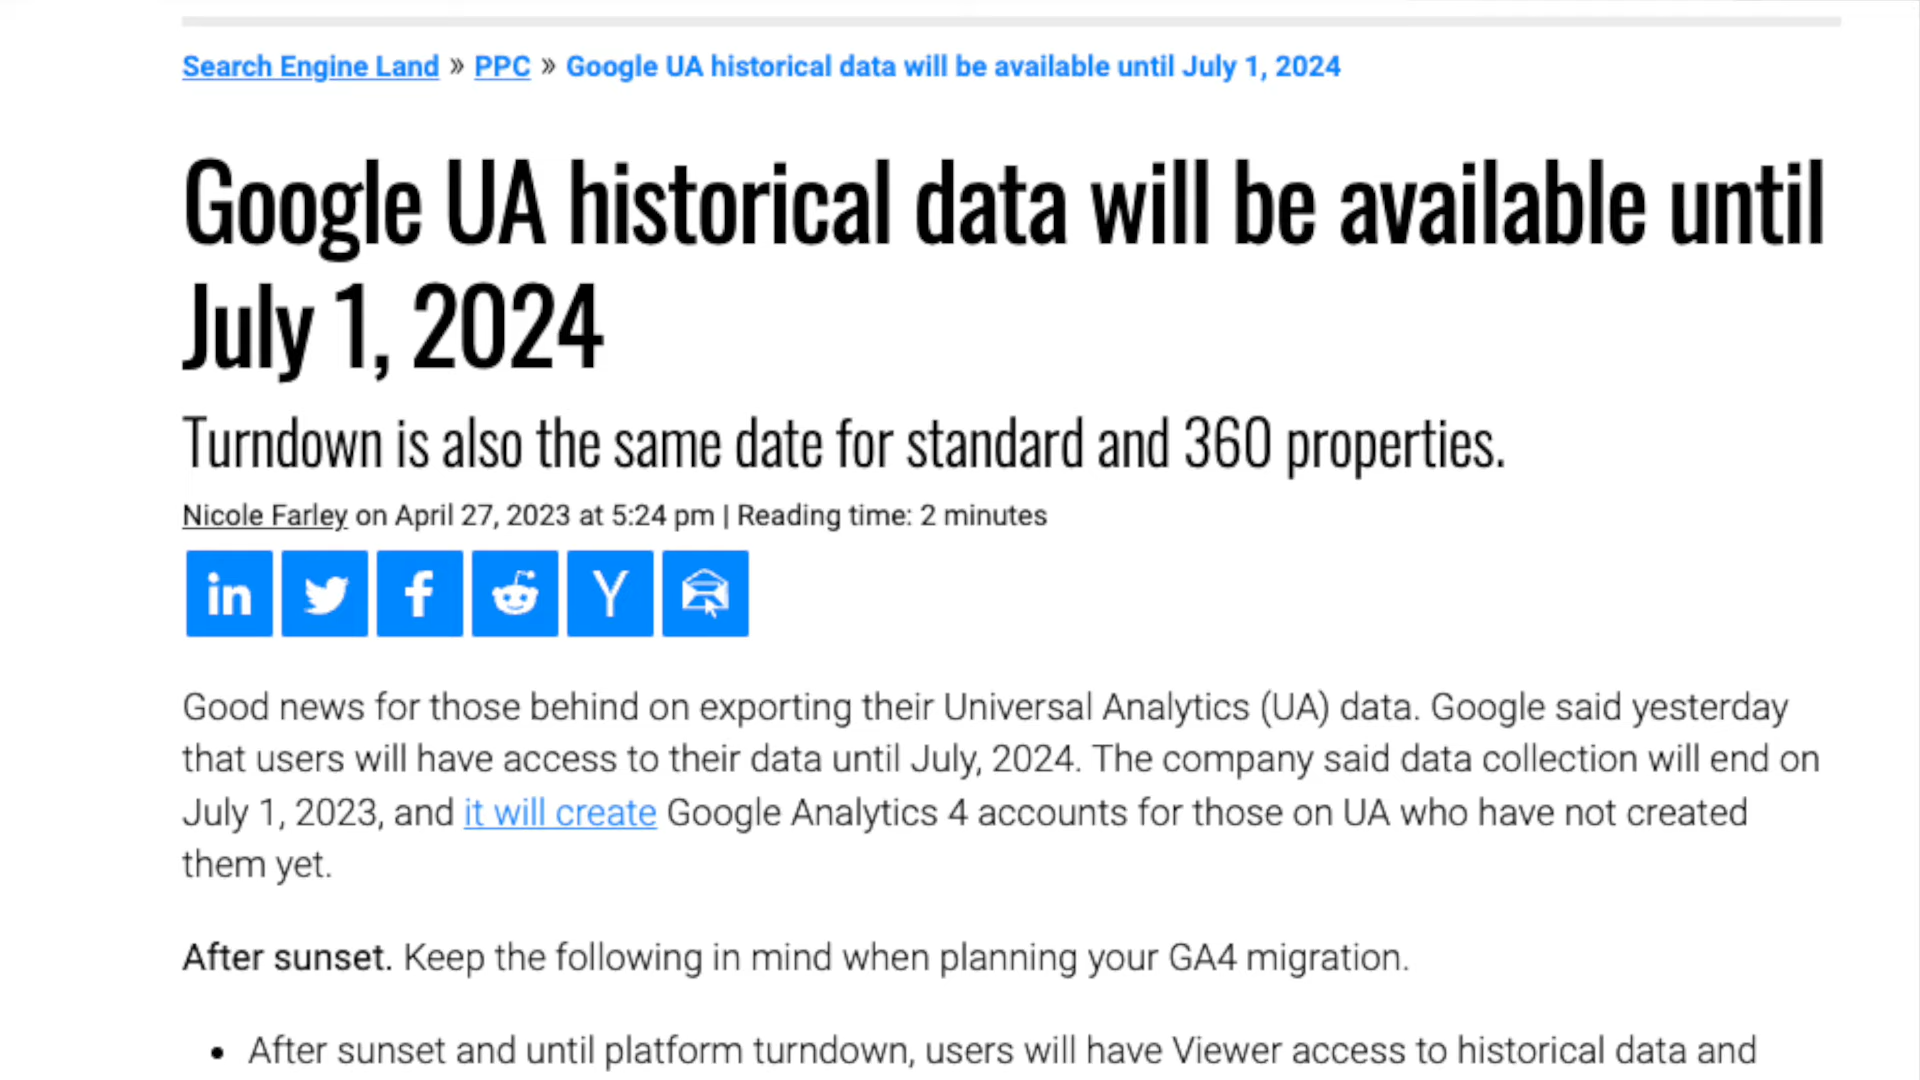 Search Engine Land » PPC » Google UA historical data will be available until July 1, 2024
Google UA historical data will be available until
July 1, 2024
Turndown is also the same date for standard and 360 properties.
Nicole Farley on April 27, 2023 at 5:24 pm | Reading time: 2 minutes
Good news for those behind on exporting their Universal Analytics (UA) data. Google said yesterday
that users will have access to their data until July, 2024. The company said data collection will end on
July 1, 2023, and it will create Google Analytics 4 accounts for those on UA who have not created
them yet.
After sunset. Keep the following in mind when planning your GA4 migration.
• After sunset and until platform turndown, users will have Viewer access to historical data and